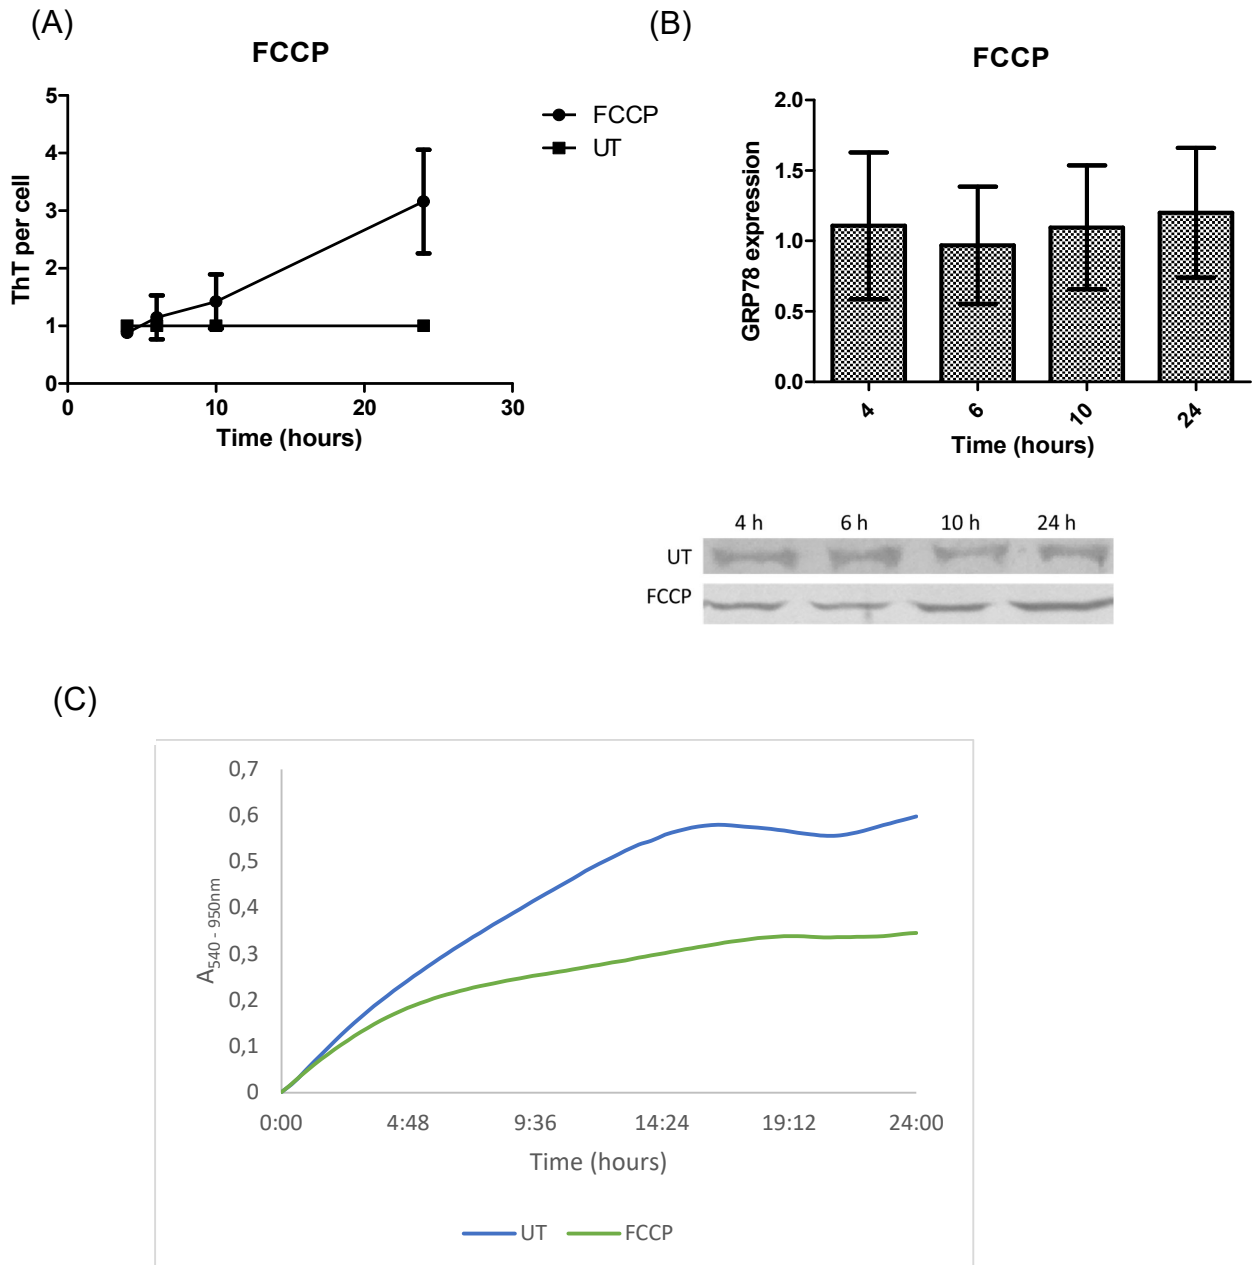 (A)
FCCP
5
4
3
2
1
0
ThT per cell
0 10 20 30
Time (hours)
FCCP
UT
(B)
FCCP
2.0
1.5
1.0
0.5
0.0
GRP78 expression
4 6 10 24
Time (hours)
4 h 6 h 10 h 24 h
UT
FCCP
(C)
0,7
0,6
0,5
0,4
0,3
0,2
0,1
0
A540 - 950nm
0:00 4:48 9:36 14:24 19:12 24:00
Time (hours)
UT FCCP